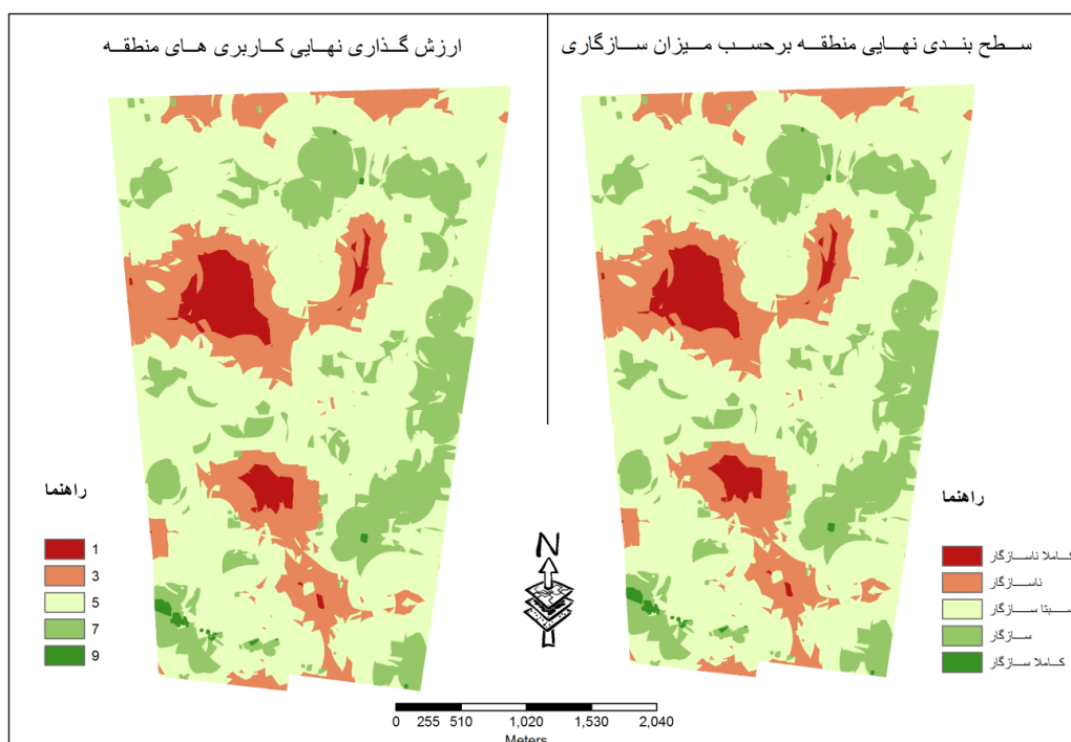 سطح بندی نهایی منطقه برحسب میزان سازگاری
ارزش گذاری نهایی کاربری های منطقه
راهنما
کاملا ناسازگار
ناسازگار
سازگار
سازگار
کاملا سازگار
راهنما
1
3
5
7
9
N
0 255 510 1,020 1,530 2,040
Meters